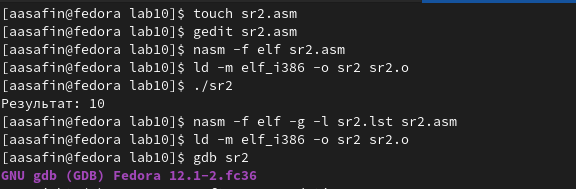 [aasafin@fedora lab10]$ touch sr2.asm
[aasafin@fedora lab10]$ gedit sr2.asm
[aasafin@fedora lab10]$ nasm -f elf sr2.asm
[aasafin@fedora lab10]$ ld -m elf_i386 -o sr2 sr2.o
[aasafin@fedora lab10]$ ./sr2
Результат: 10
[aasafin@fedora lab10]$ nasm -f elf -g -l sr2.lst sr2.asm
[aasafin@fedora lab10]$ ld -m elf_i386 -o sr2 sr2.o
[aasafin@fedora lab10]$ gdb sr2
GNU gdb (GDB) Fedora 12.1-2.fc36